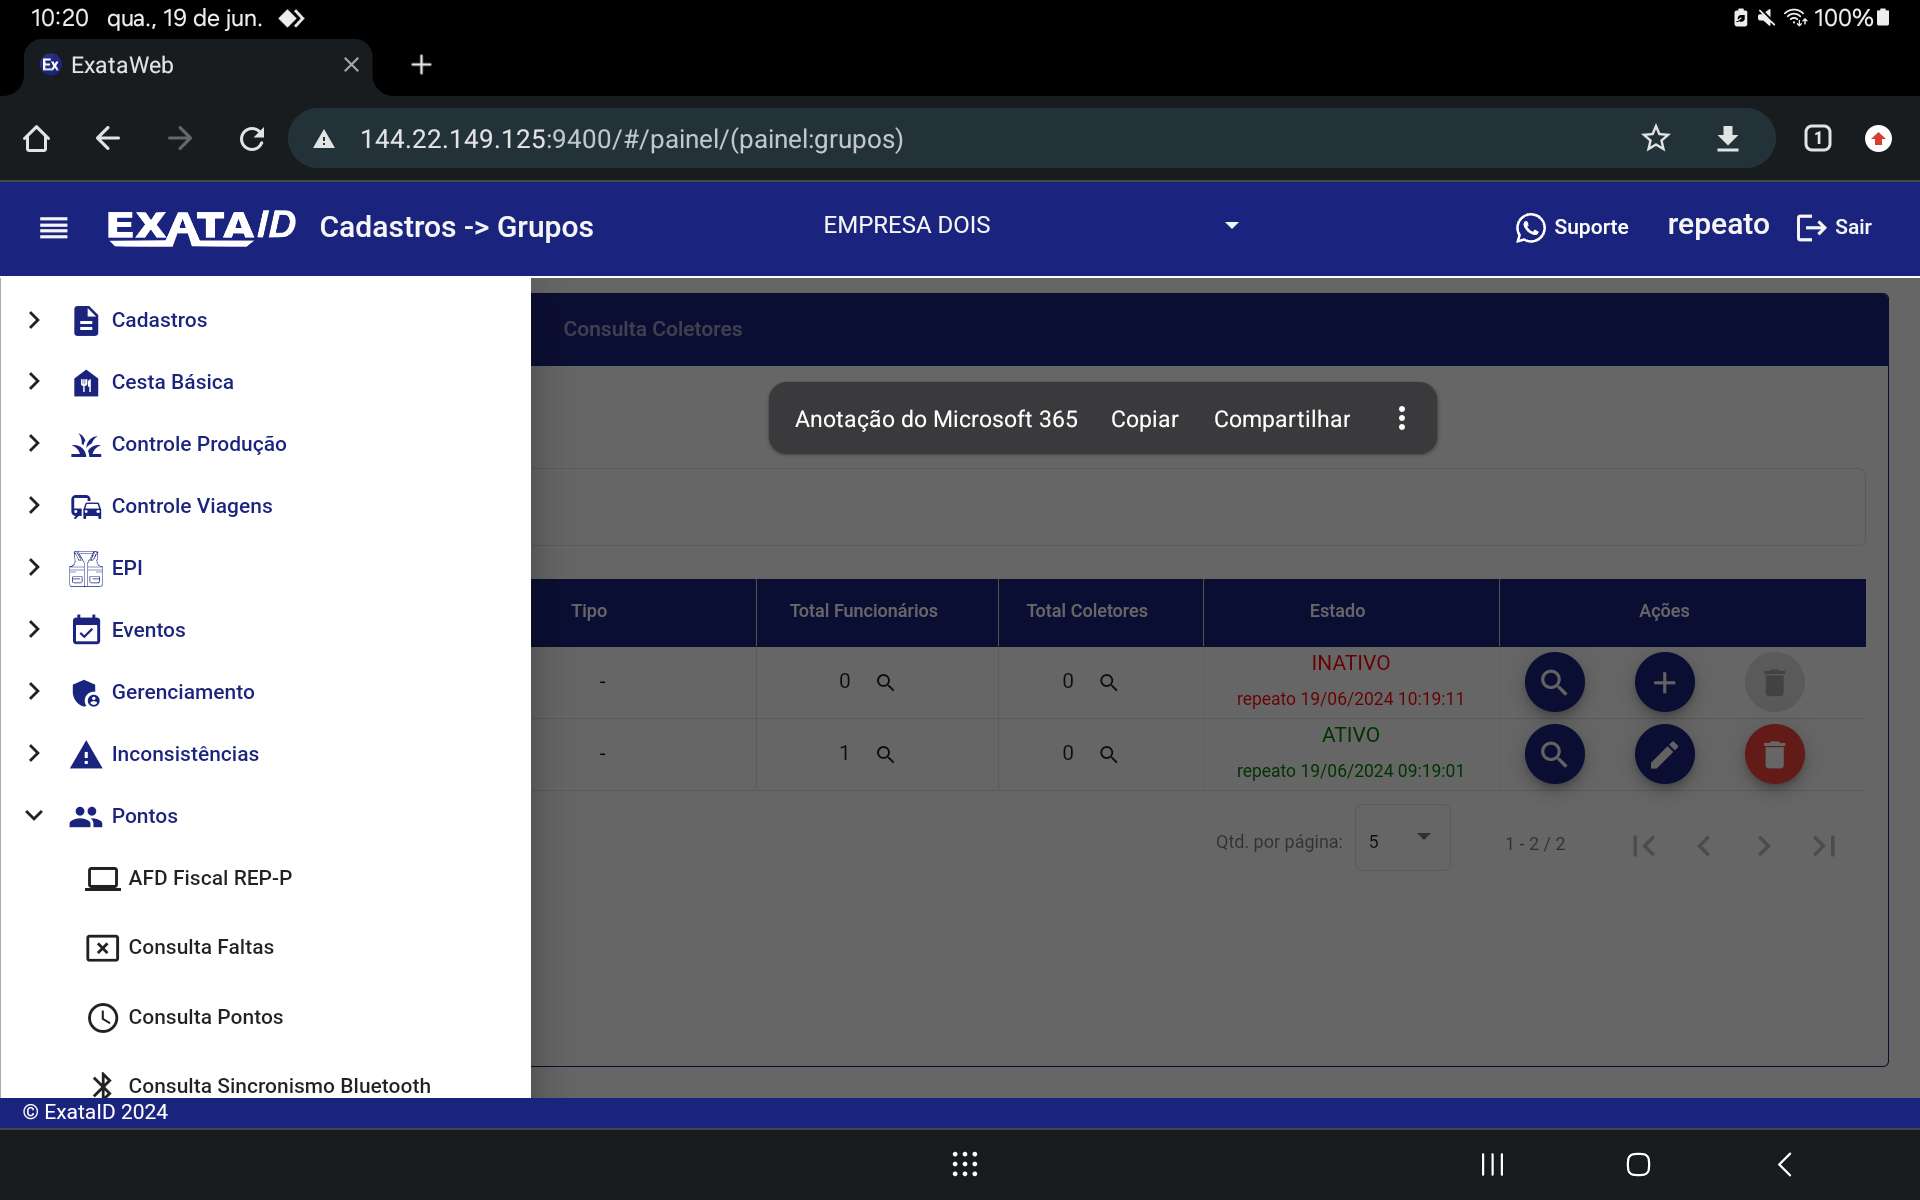 10:20 qua., 19 de jun. 100%
Ex ExataWeb
144.22.149.125:9400/#/painel/(painel:grupos) 1
EXATAID Cadastros -> Grupos EMPRESA DOIS Suporte repeato Sair
Cadastros
Cesta Básica
Controle Produção
Controle Viagens
EPI
Eventos
Gerenciamento
Inconsistências
Pontos
AFD Fiscal REP-P
Consulta Faltas
Consulta Pontos
Consulta Sincronismo Bluetooth
Consulta Coletores
Anotação do Microsoft 365 Copiar Compartilhar
Tipo Total Funcionários Total Coletores Estado Ações
- 0 0 INATIVO
repeato 19/06/2024 10:19:11
- 1 0 ATIVO
repeato 19/06/2024 09:19:01
Qtd. por página: 5 1 - 2 / 2
© ExataID 2024